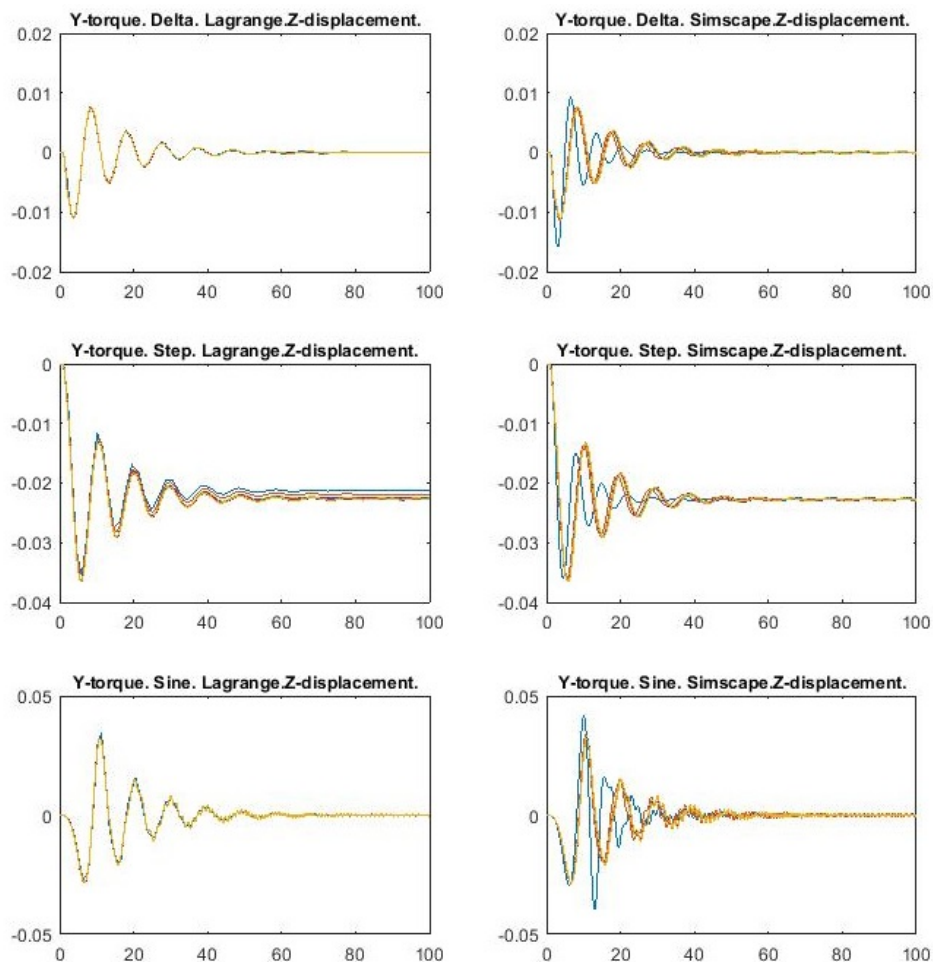 Y-torque. Delta. Lagrange.Z-displacement.
0.02
0.01
0
-0.01
-0.02
0 20 40 60 80 100
Y-torque. Delta. Simscape.Z-displacement.
0.02
0.01
0
-0.01
-0.02
0 20 40 60 80 100
Y-torque. Step. Lagrange.Z-displacement.
0
-0.01
-0.02
-0.03
-0.04
0 20 40 60 80 100
Y-torque. Step. Simscape.Z-displacement.
0
-0.01
-0.02
-0.03
-0.04
0 20 40 60 80 100
Y-torque. Sine. Lagrange.Z-displacement.
0.05
0
-0.05
0 20 40 60 80 100
Y-torque. Sine. Simscape.Z-displacement.
0.05
0
-0.05
0 20 40 60 80 100